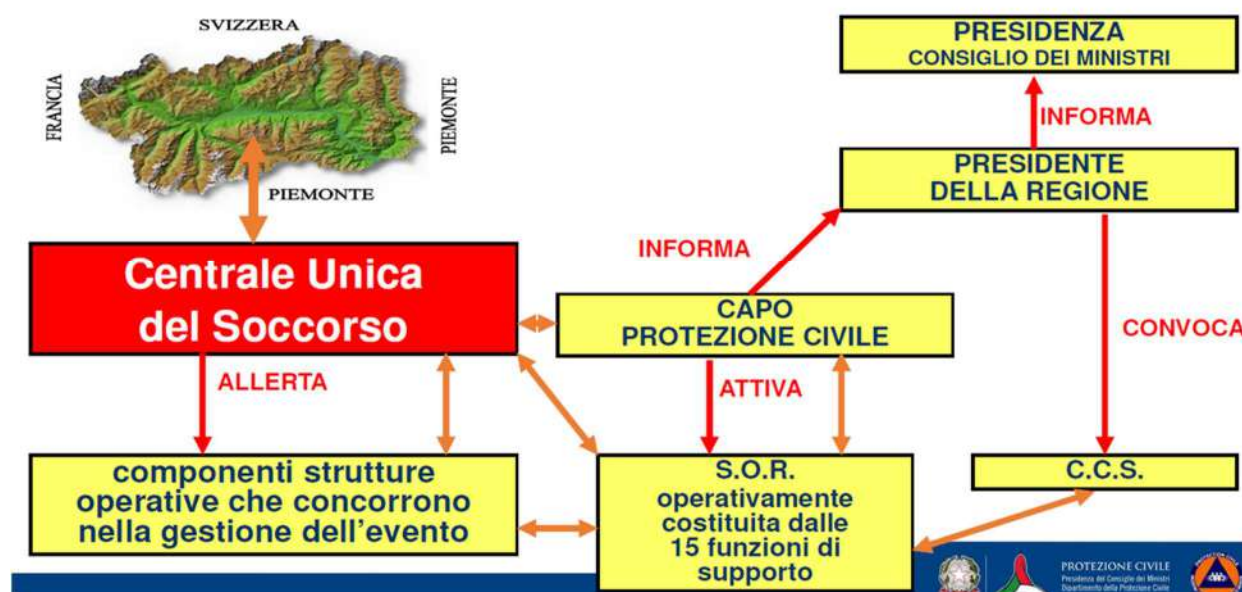 SVIZZERA
FRANCIA
PIEMONTE
PIEMONTE
PRESIDENZA
CONSIGLIO DEI MINISTRI
INFORMA
PRESIDENTE
DELLA REGIONE
Centrale Unica
del Soccorso
INFORMA
CAPO
PROTEZIONE CIVILE
CONVOCA
ALLERTA
ATTIVA
componenti strutture
operative che concorrono
nella gestione dell'evento
S.O.R.
operativamente
costituita dalle
15 funzioni di
supporto
C.C.S.
PROTEZIONE CIVILE
Presidenza del Consiglio dei Ministri
Dipartimento della Protezione Civile